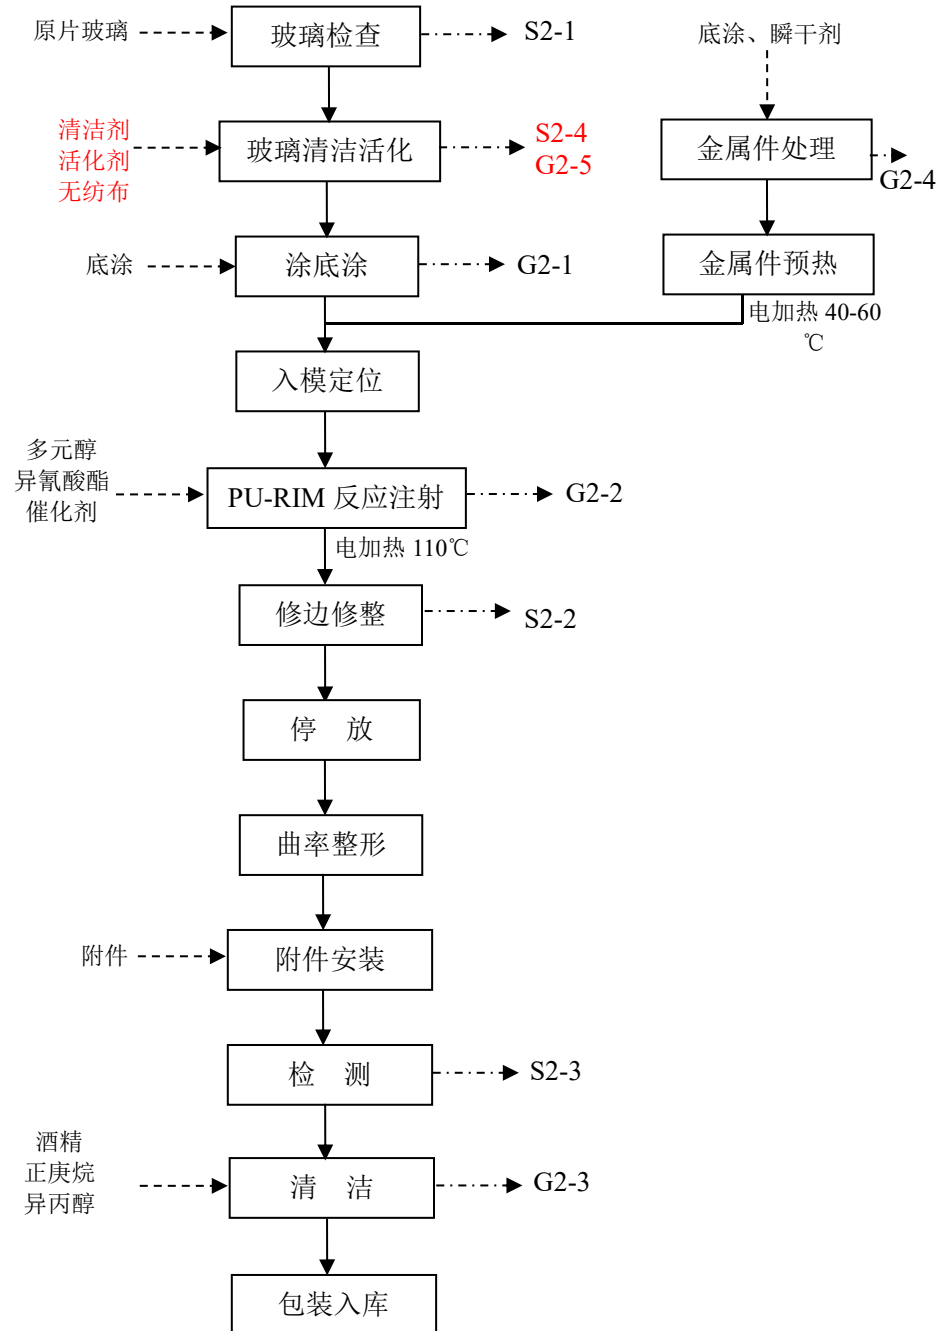 原片玻璃
玻璃检查
S2-1
底涂、瞬干剂
清洁剂
活化剂
无纺布
玻璃清洁活化
S2-4
G2-5
金属件处理
G2-4
底涂
涂底涂
G2-1
金属件预热
电加热 40-60
℃
入模定位
多元醇
异氰酸酯
催化剂
PU-RIM 反应注射
G2-2
电加热 110℃
修边修整
S2-2
停 放
曲率整形
附件
附件安装
检 测
S2-3
酒精
正庚烷
异丙醇
清 洁
G2-3
包装入库